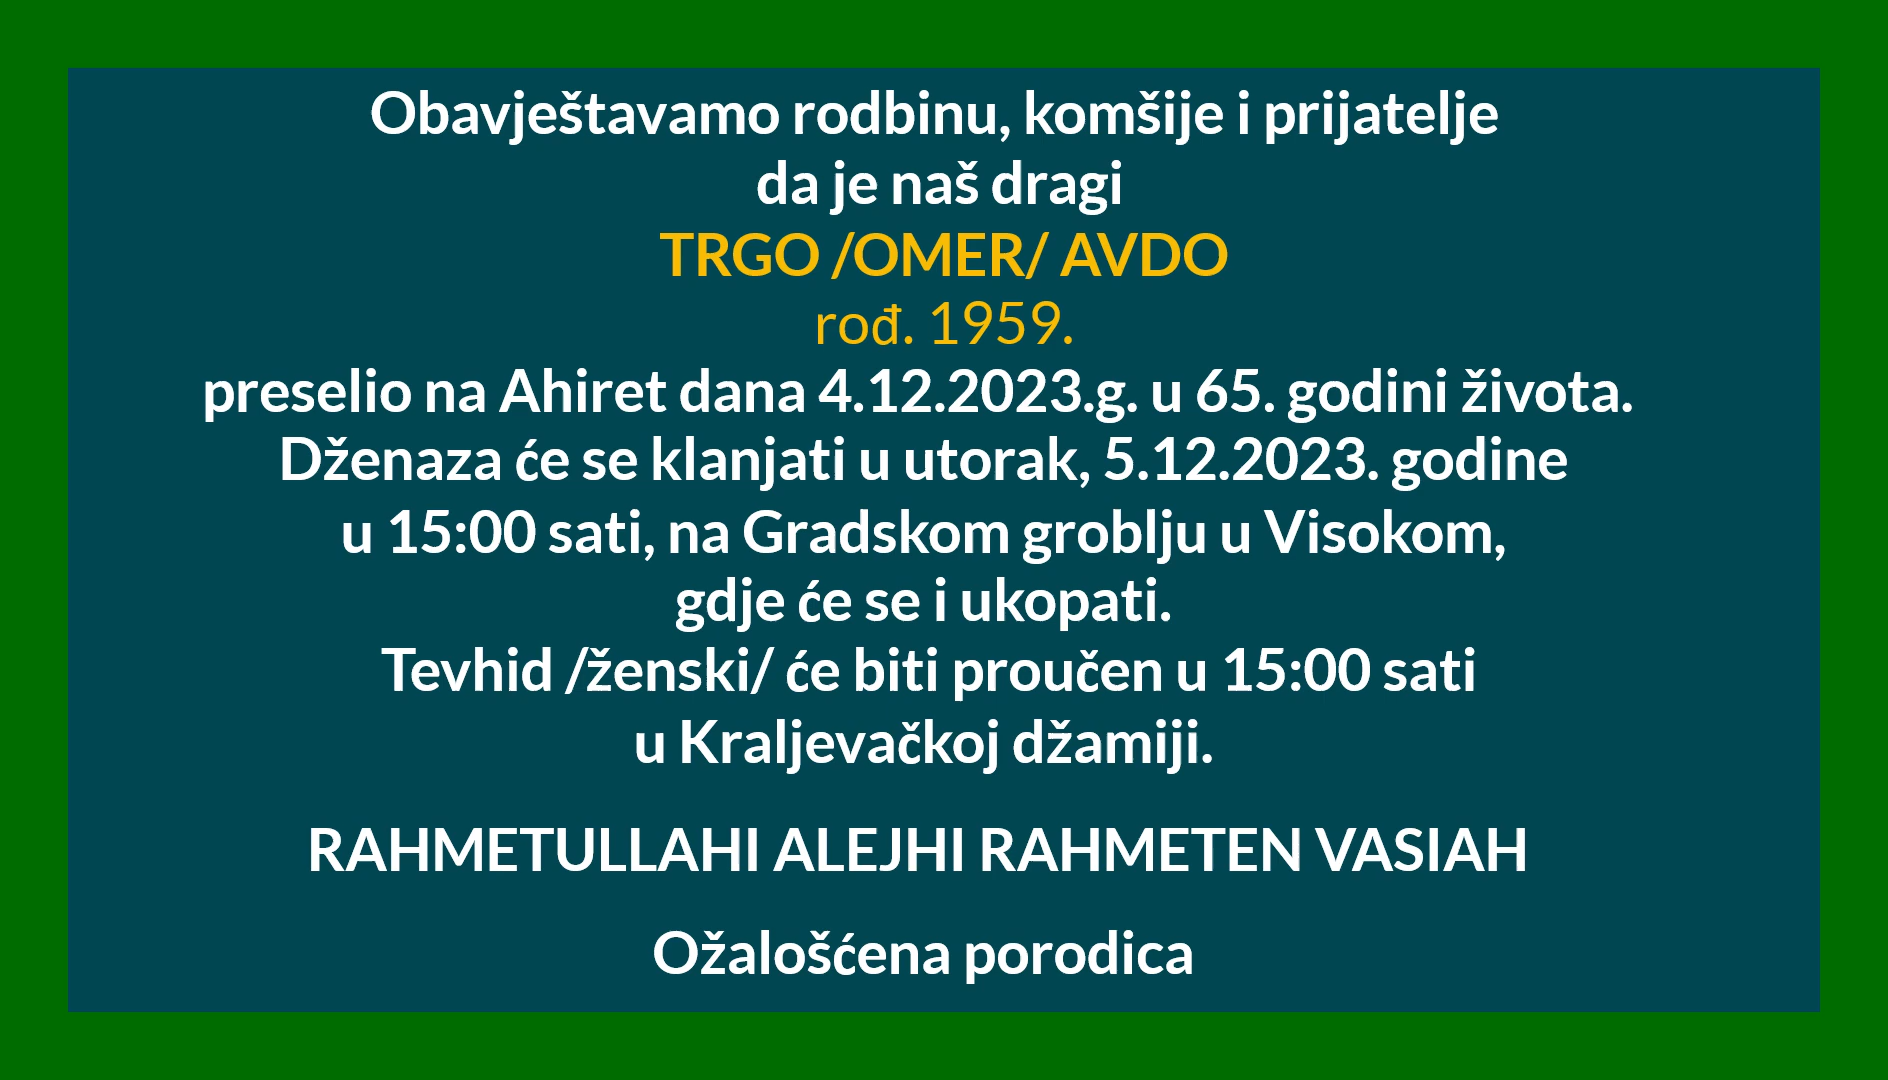 Obavještavamo rodbinu, komšije i prijatelje
da je naš dragi
TRGO /OMER/ AVDO
rođ. 1959.
preselio na Ahiret dana 4.12.2023.g. u 65. godini života.
Dženaza će se klanjati u utorak, 5.12.2023. godine
u 15:00 sati, na Gradskom groblju u Visokom,
gdje će se i ukopati.
Tevhid /ženski/ će biti proučen u 15:00 sati
u Kraljevačkoj džamiji.
RAHMETULLAHI ALEJHI RAHMETEN VASIAH
Ožalošćena porodica